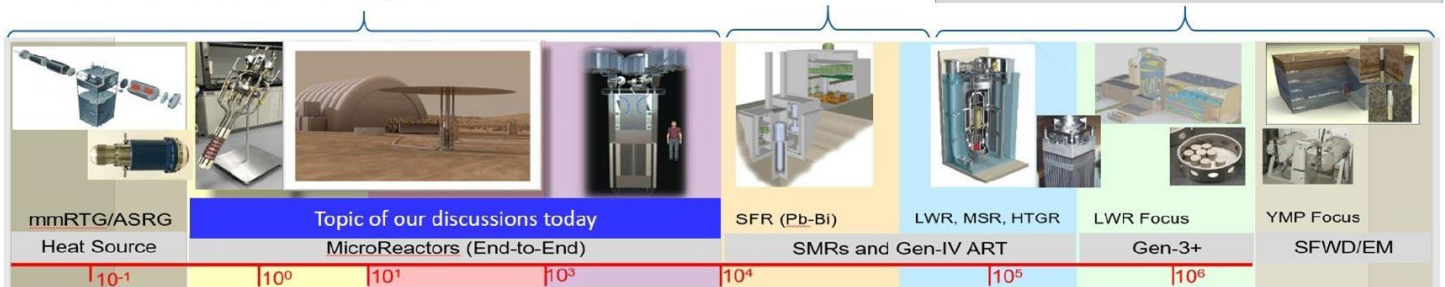 mmRTG/ASRG
Topic of our discussions today
SFR (Pb-Bi)
LWR, MSR, HTGR
LWR Focus
YMP Focus
Heat Source
MicroReactors (End-to-End)
SMRs and Gen-IV ART
Gen-3+
SFWD/EM
10⁻¹
10⁰
10¹
10³
10⁴
10⁵
10⁶